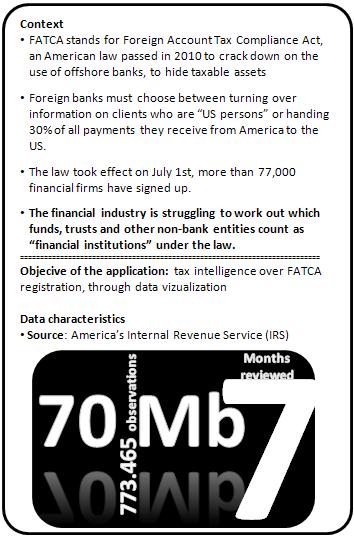 Context
• FATCA stands for Foreign Account Tax Compliance Act,
an American law passed in 2010 to crack down on the
use of offshore banks, to hide taxable assets
• Foreign banks must choose between turning over
information on clients who are “US persons” or handing
30% of all payments they receive from America to the
US.
• The law took effect on July 1st, more than 77,000
financial firms have signed up.
• The financial industry is struggling to work out which
funds, trusts and other non-bank entities count as
“financial institutions” under the law.
Objecive of the application: tax intelligence over FATCA
registration, through data vizualization
Data characteristics
• Source: America’s Internal Revenue Service (IRS)
Months
reviewed
70 Mb 7
773.465 observations